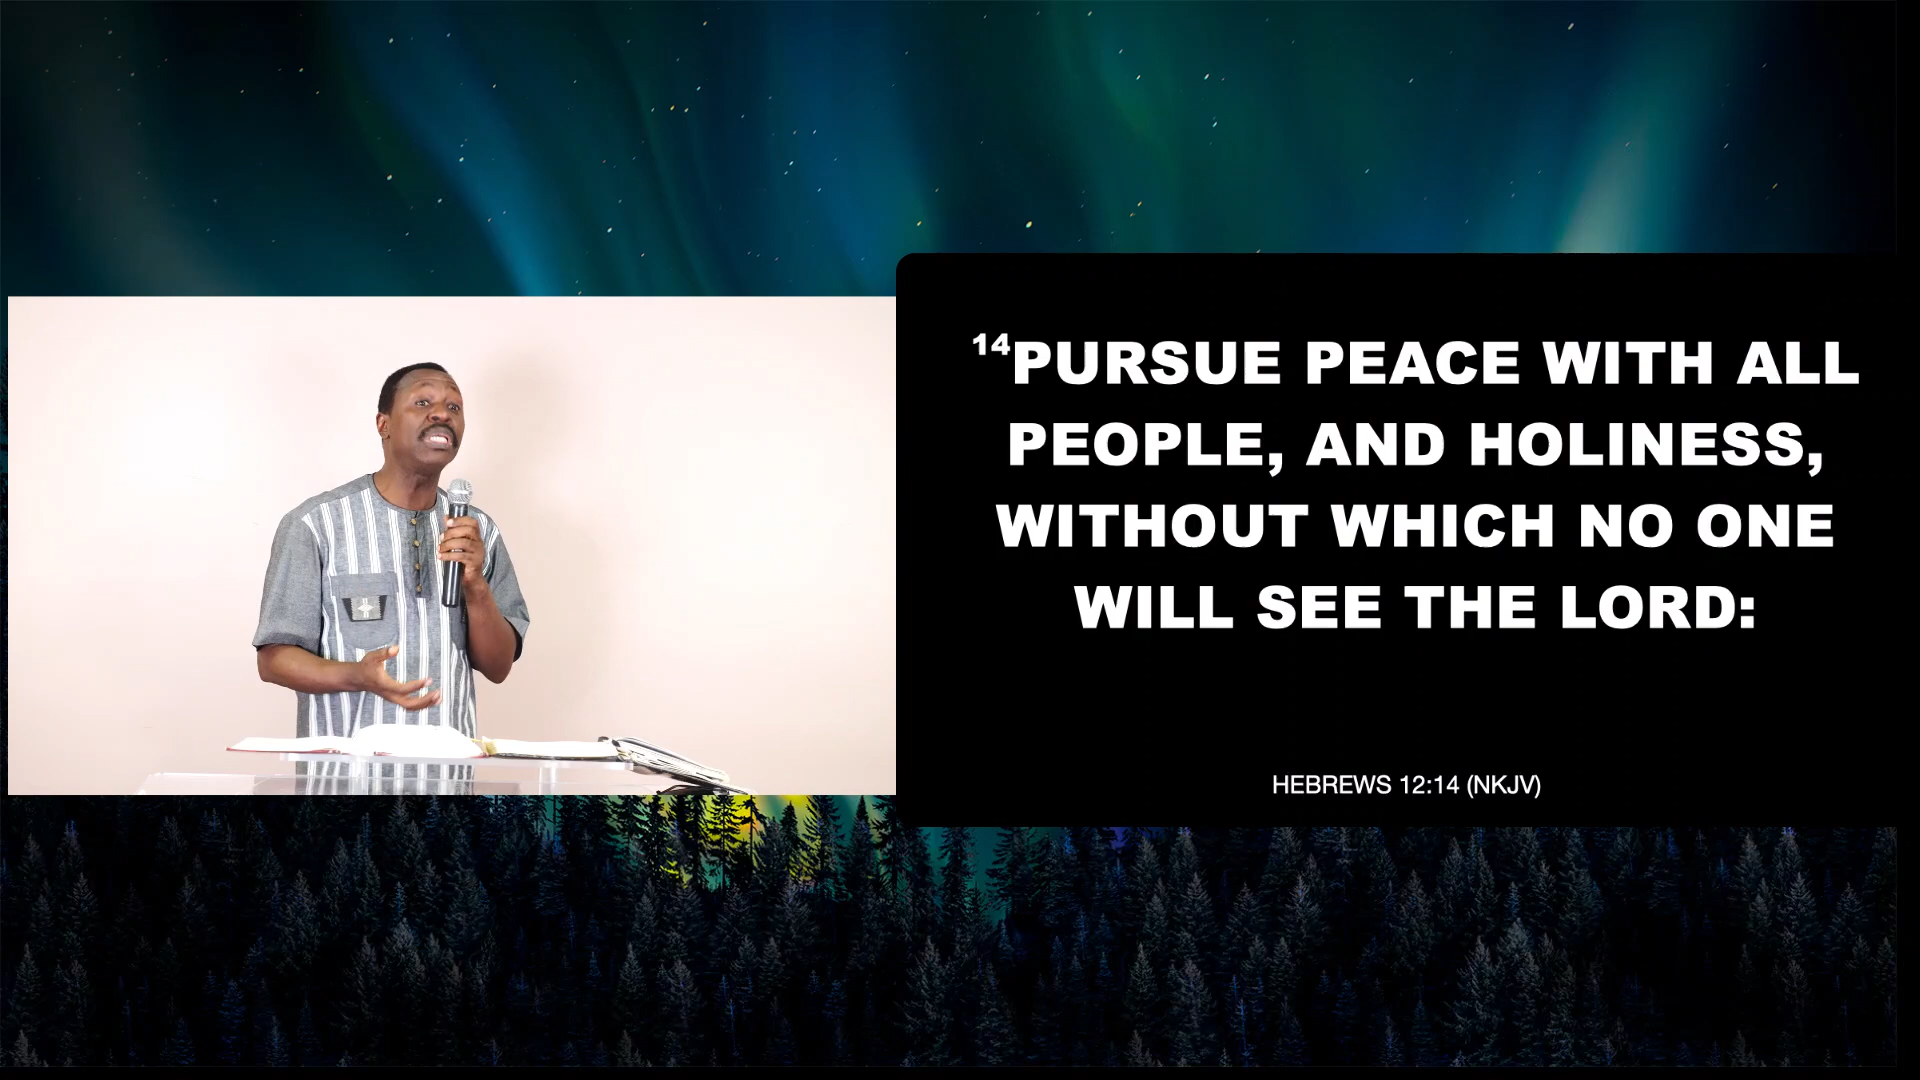 ¹⁴PURSUE PEACE WITH ALL
PEOPLE, AND HOLINESS,
WITHOUT WHICH NO ONE
WILL SEE THE LORD:
HEBREWS 12:14 (NKJV)